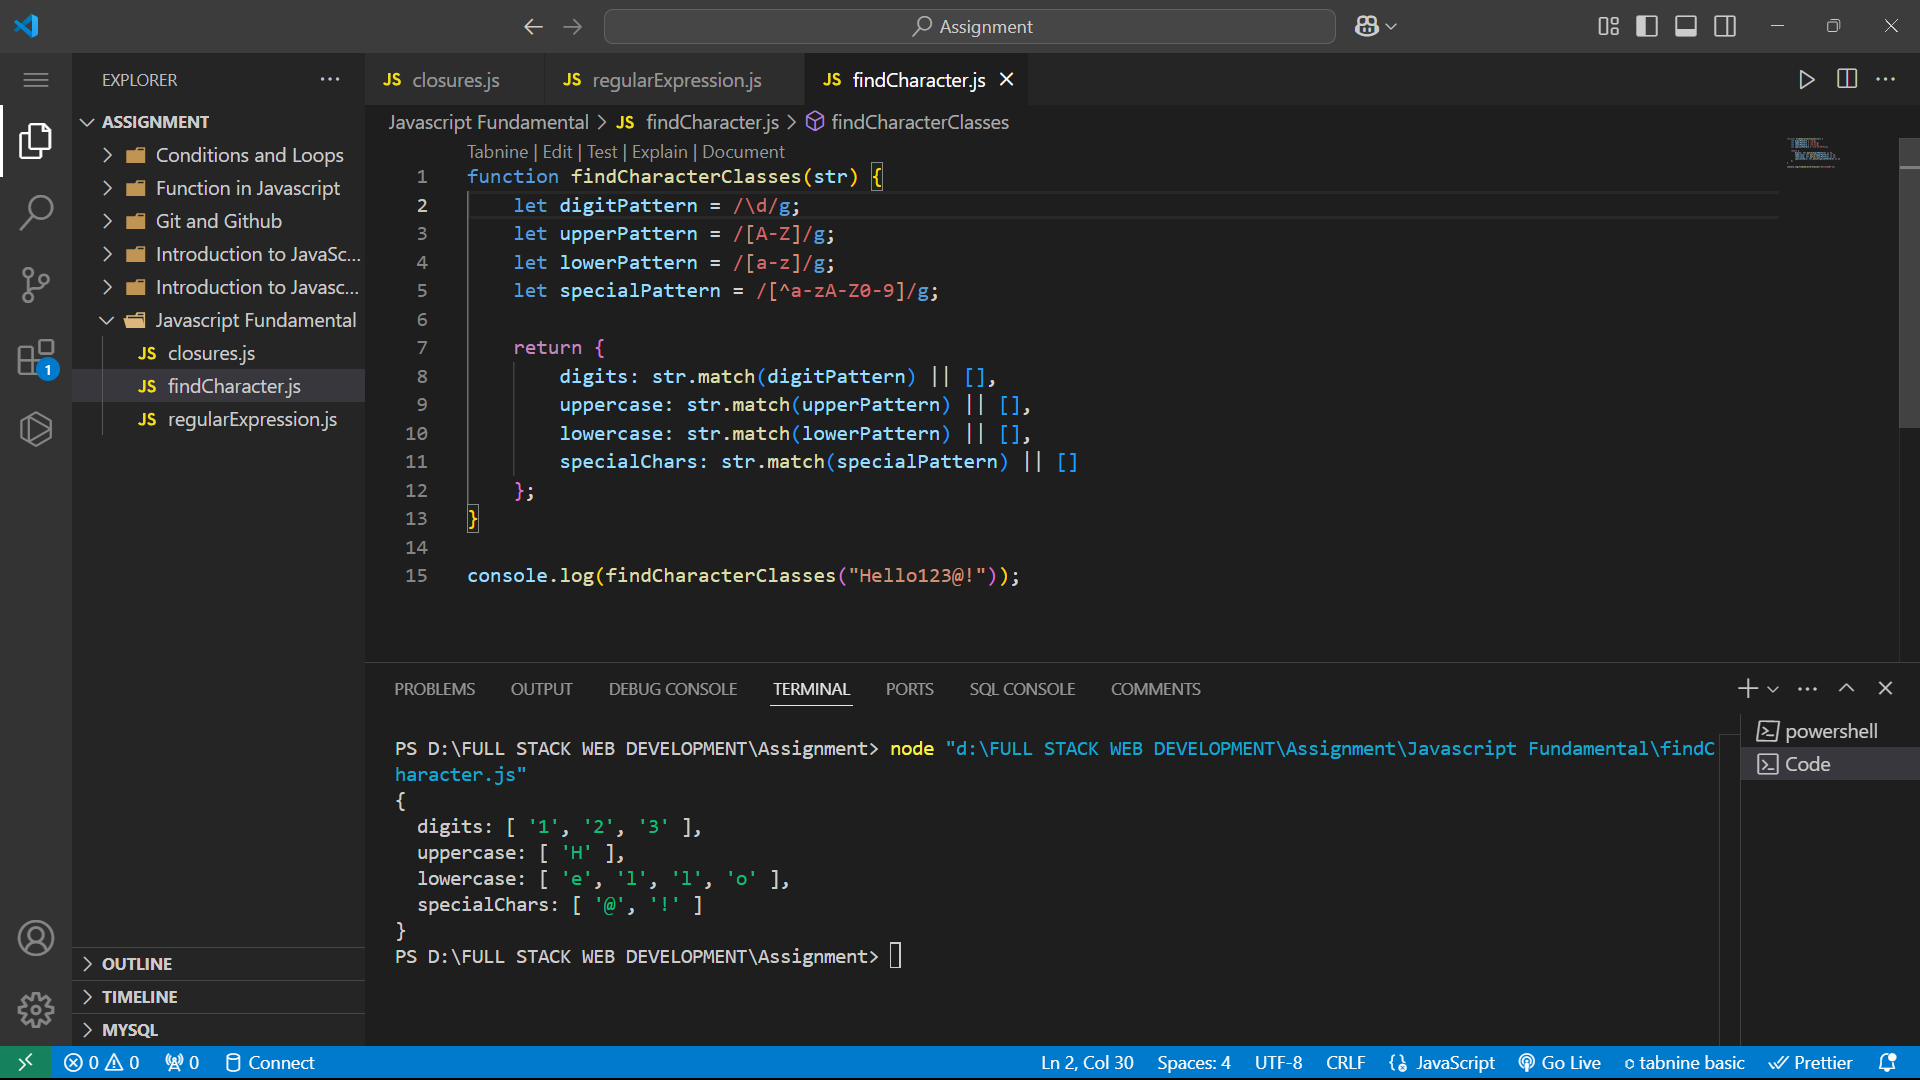 Assignment
EXPLORER
ASSIGNMENT
Conditions and Loops
Function in Javascript
Git and Github
Introduction to JavaSc...
Introduction to Javasc...
Javascript Fundamental
JS closures.js
JS findCharacter.js
JS regularExpression.js
1
OUTLINE
TIMELINE
MYSQL
JS closures.js
JS regularExpression.js
JS findCharacter.js
Javascript Fundamental > JS findCharacter.js > findCharacterClasses
Tabnine | Edit | Test | Explain | Document
1 function findCharacterClasses(str) {
2 let digitPattern = /\d/g;
3 let upperPattern = /[A-Z]/g;
4 let lowerPattern = /[a-z]/g;
5 let specialPattern = /[^a-zA-Z0-9]/g;
6
7 return {
8 digits: str.match(digitPattern) || [],
9 uppercase: str.match(upperPattern) || [],
10 lowercase: str.match(lowerPattern) || [],
11 specialChars: str.match(specialPattern) || []
12 };
13 }
14
15 console.log(findCharacterClasses("Hello123@!"));
PROBLEMS OUTPUT DEBUG CONSOLE TERMINAL PORTS SQL CONSOLE COMMENTS
PS D:\FULL STACK WEB DEVELOPMENT\Assignment> node "d:\FULL STACK WEB DEVELOPMENT\Assignment\Javascript Fundamental\findC
haracter.js"
{
digits: [ '1', '2', '3' ],
uppercase: [ 'H' ],
lowercase: [ 'e', 'l', 'l', 'o' ],
specialChars: [ '@', '!' ]
}
PS D:\FULL STACK WEB DEVELOPMENT\Assignment>
powershell
Code
0 0 0 Connect Ln 2, Col 30 Spaces: 4 UTF-8 CRLF JavaScript Go Live tabnine basic Prettier